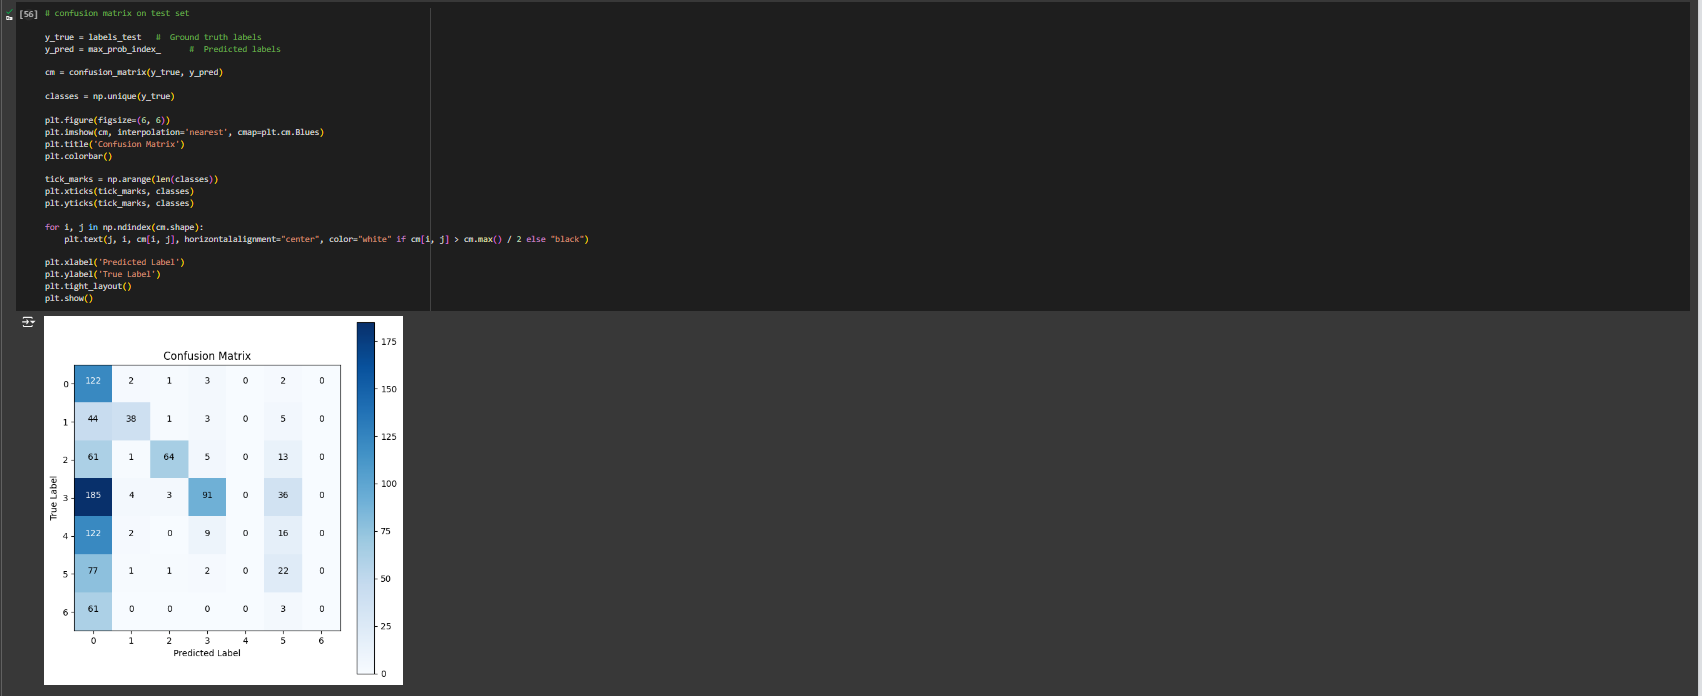 [56] # confusion matrix on test set
y_true = labels_test # Ground truth labels
y_pred = max_prob_index_ # Predicted labels
cm = confusion_matrix(y_true, y_pred)
classes = np.unique(y_true)
plt.figure(figsize=(6, 6))
plt.imshow(cm, interpolation='nearest', cmap=plt.cm.Blues)
plt.title('Confusion Matrix')
plt.colorbar()
tick_marks = np.arange(len(classes))
plt.xticks(tick_marks, classes)
plt.yticks(tick_marks, classes)
for i, j in np.ndindex(cm.shape):
    plt.text(j, i, cm[i, j], horizontalalignment="center", color="white" if cm[i, j] > cm.max() / 2 else "black")
plt.xlabel('Predicted Label')
plt.ylabel('True Label')
plt.tight_layout()
plt.show()
Confusion Matrix
True Label
0 122 2 1 3 0 2 0
1 44 38 1 3 0 5 0
2 61 1 64 5 0 13 0
3 185 4 3 91 0 36 0
4 122 2 0 9 0 16 0
5 77 1 1 2 0 22 0
6 61 0 0 0 0 3 0
0 1 2 3 4 5 6
Predicted Label
175
150
125
100
75
50
25
0